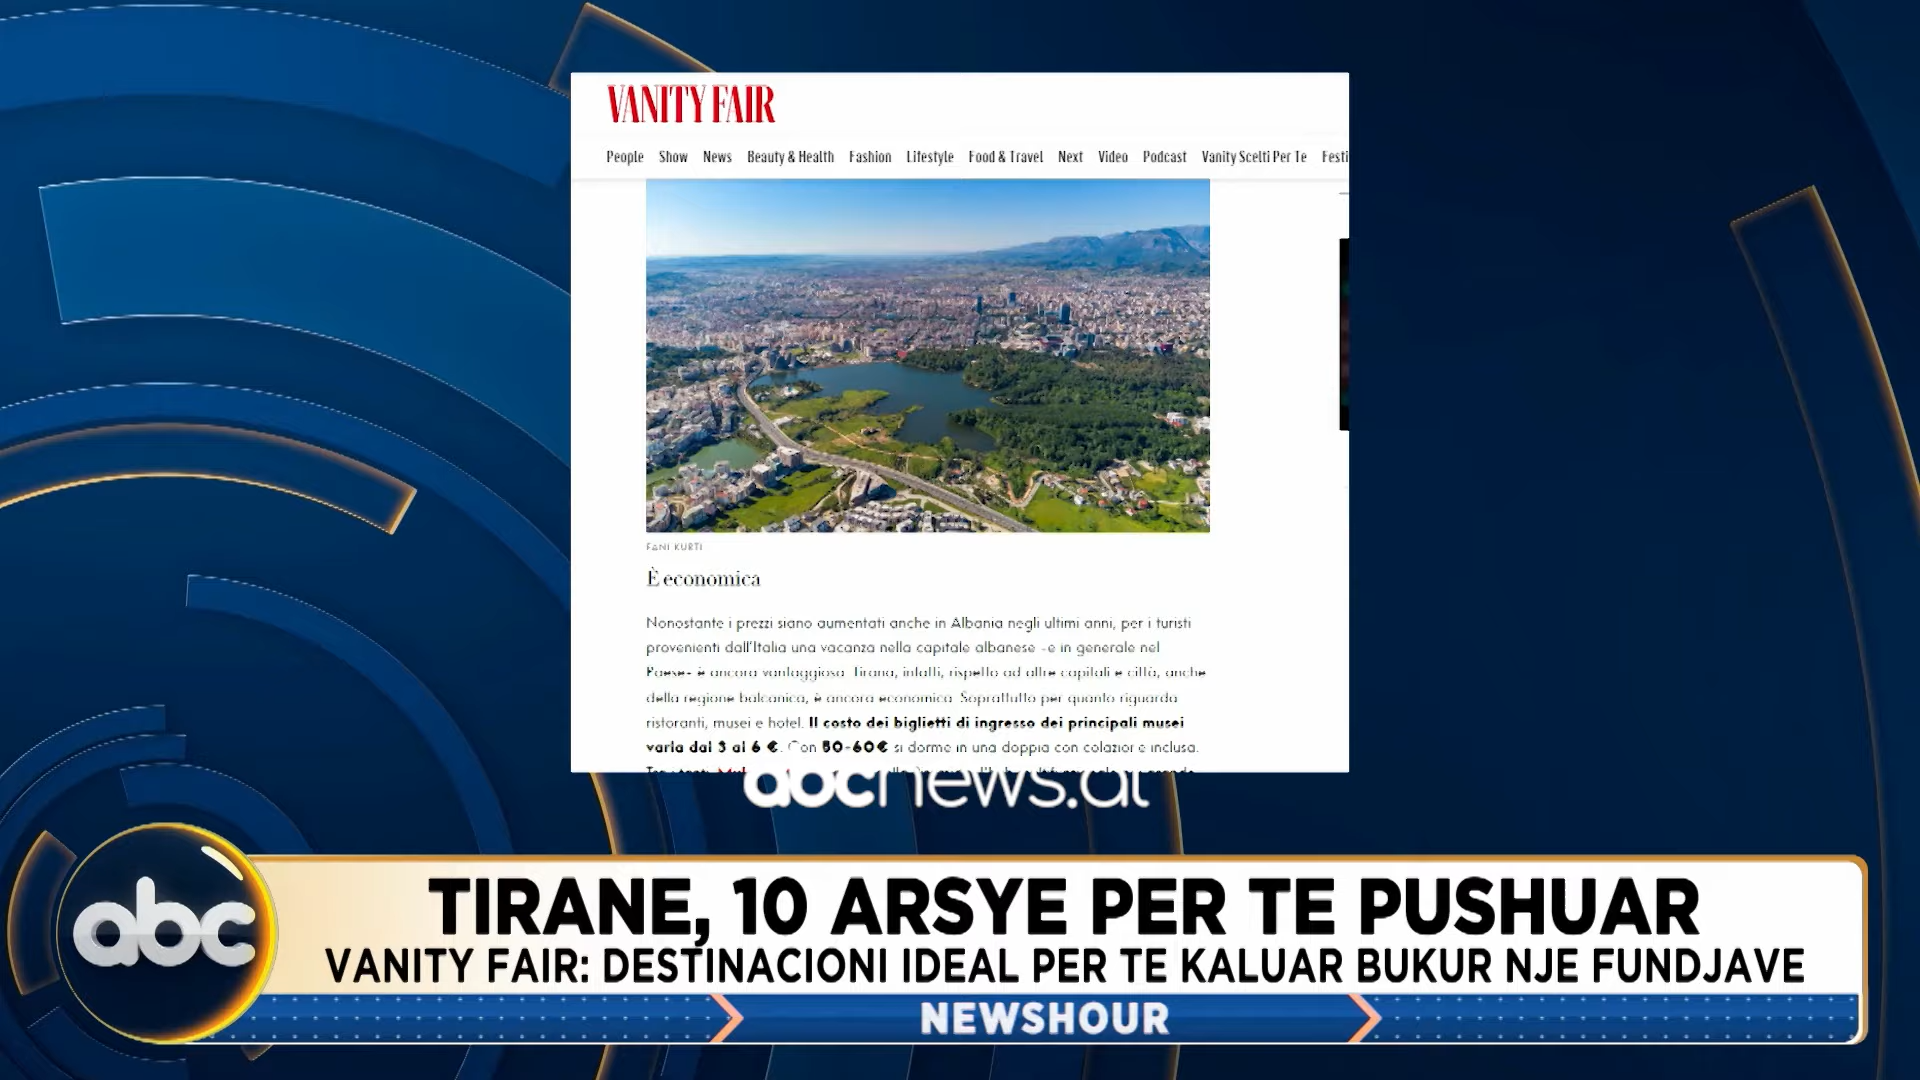 VANITY FAIR
People Show News Beauty & Health Fashion Lifestyle Food & Travel Next Video Podcast Vanity Scelti Per Te Festi
FANI KURTI
È economica
Nonostante i prezzi siano aumentati anche in Albania negli ultimi anni, per i turisti
provenienti dall'Italia una vacanza nella capitale albanese -e in generale nel
Paese- è ancora vantaggiosa. Tirana, infatti, rispetto ad altre capitali e città, anche
della regione balcanica, è ancora economica. Soprattutto per quanto riguarda
ristoranti, musei e hotel. Il costo dei biglietti di ingresso dei principali musei
varia dai 3 ai 6 €. Con 50-60€ si dorme in una doppia con colazione inclusa.
abcnews.al
abc
TIRANE, 10 ARSYE PER TE PUSHUAR
VANITY FAIR: DESTINACIONI IDEAL PER TE KALUAR BUKUR NJE FUNDJAVE
NEWSHOUR